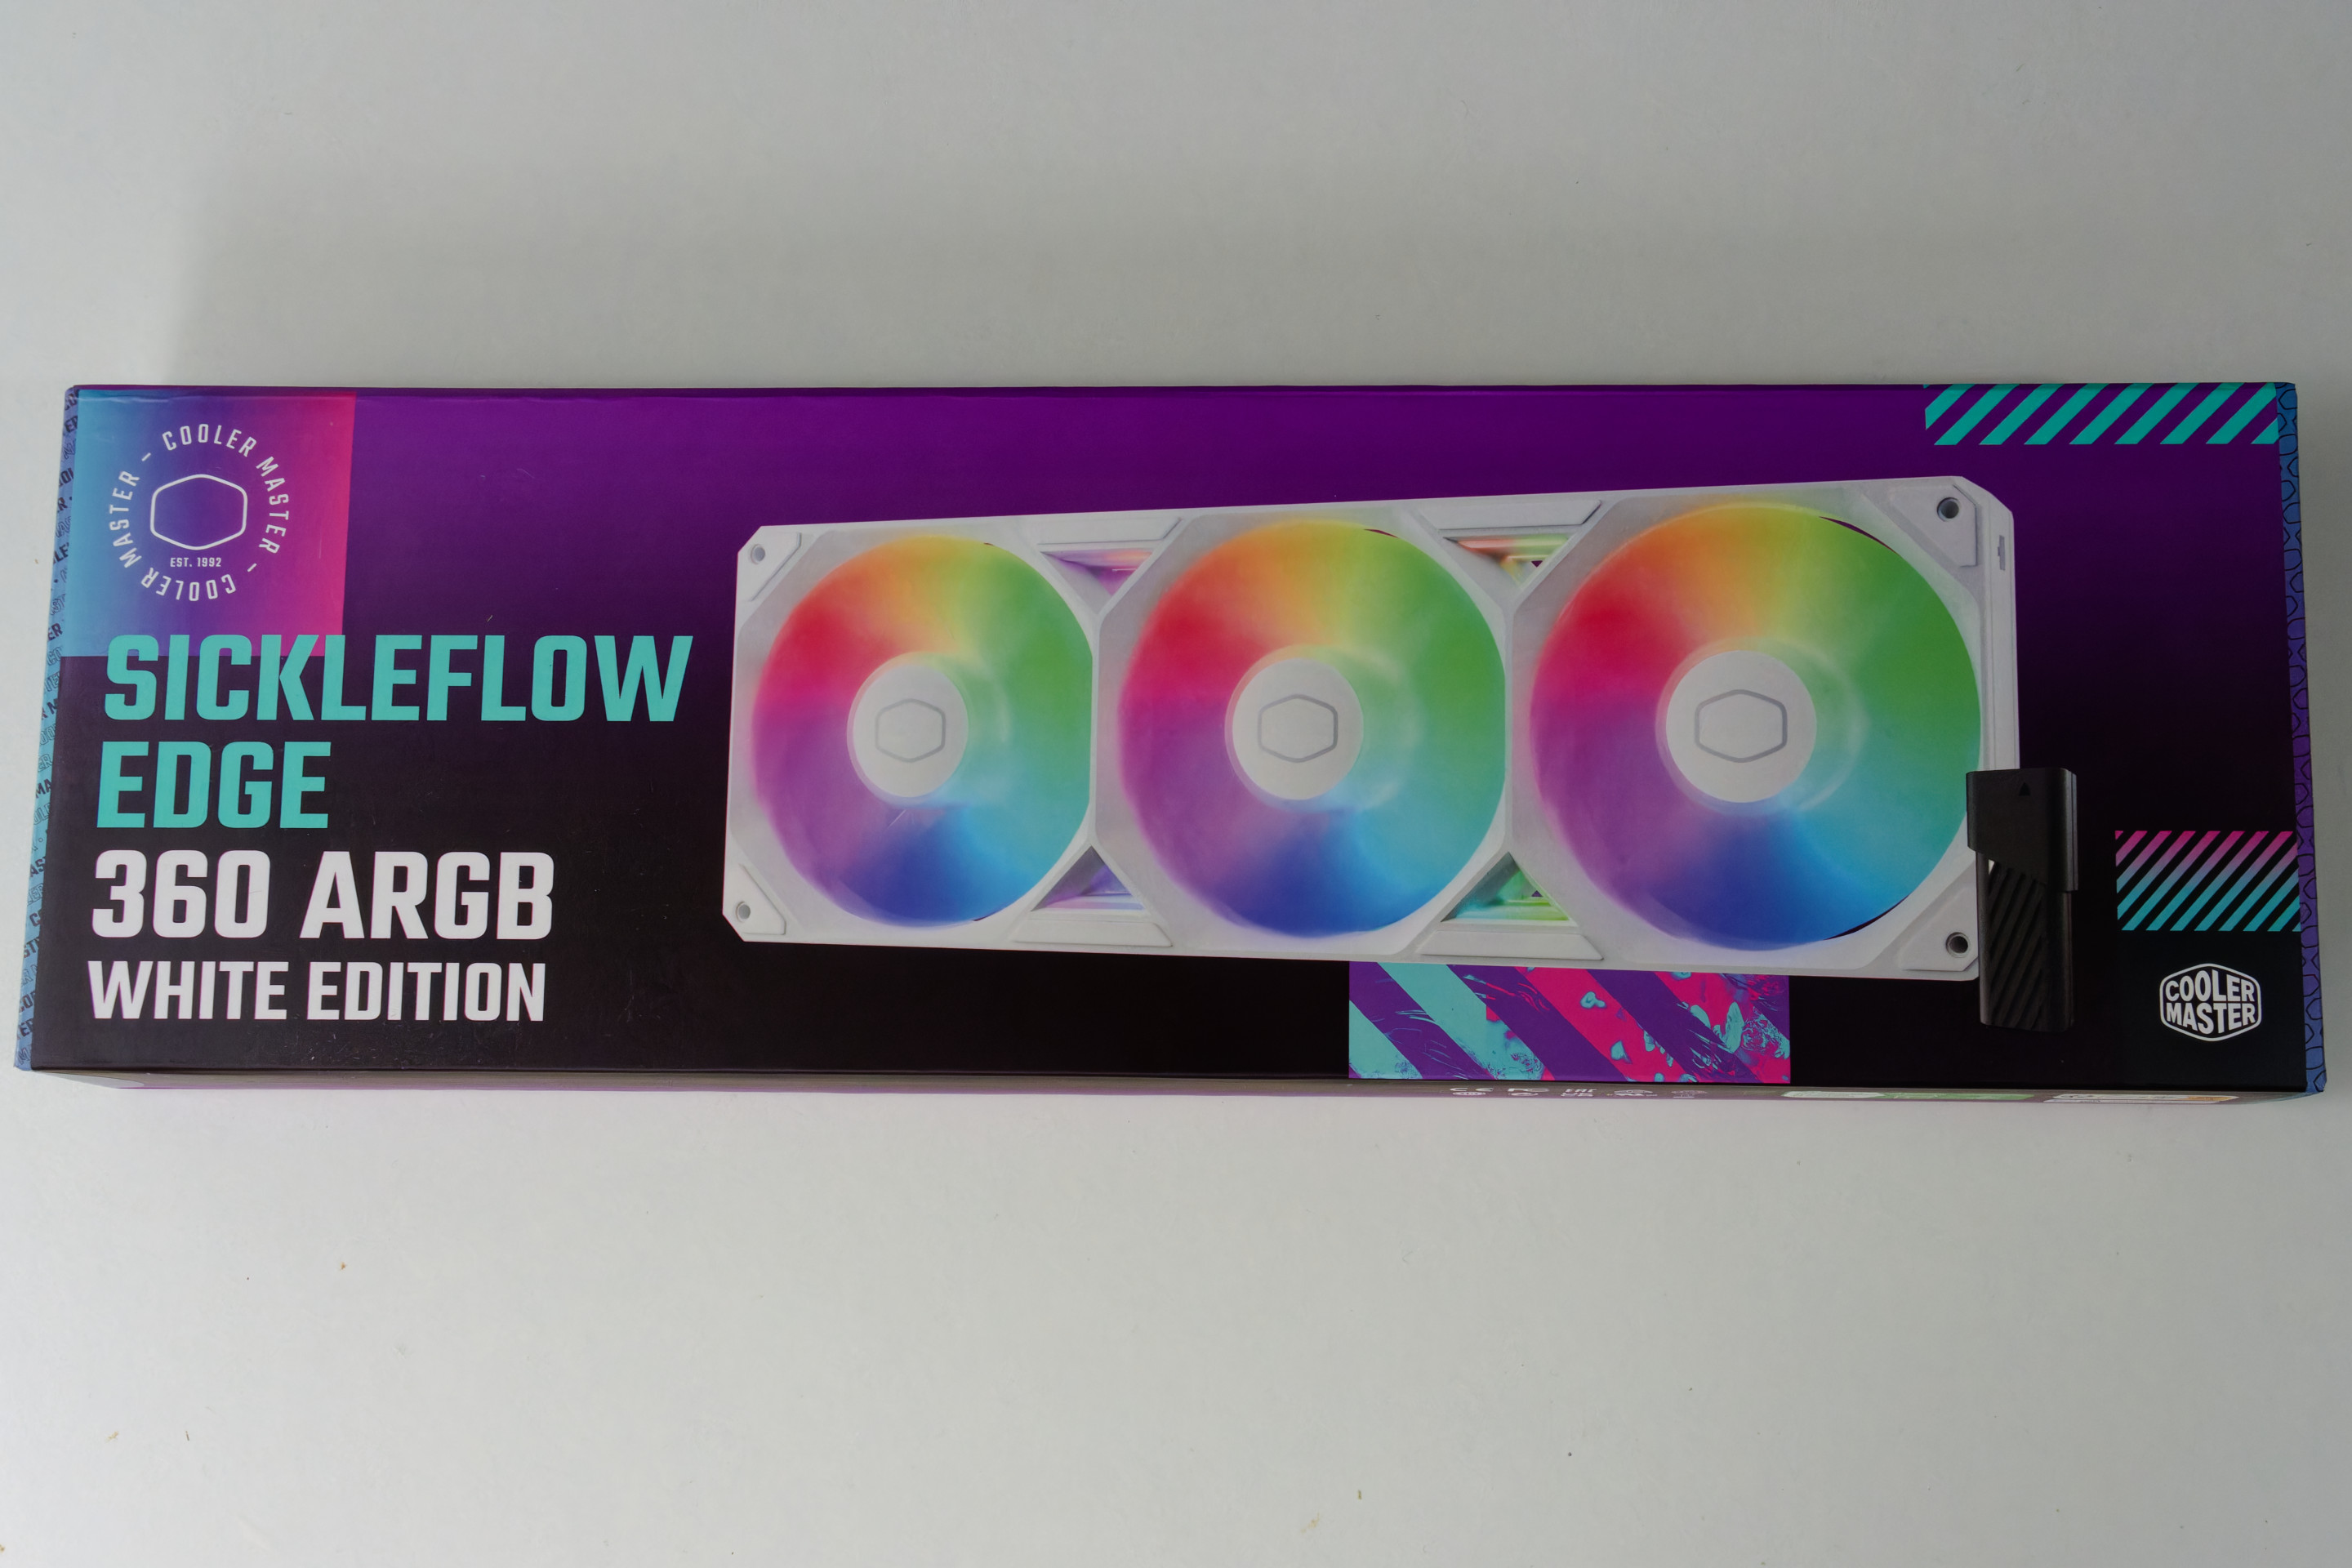 COOLER MASTER – COOLER MASTER –
EST. 1992
SICKLEFLOW
EDGE
360 ARGB
WHITE EDITION
COOLER
MASTER